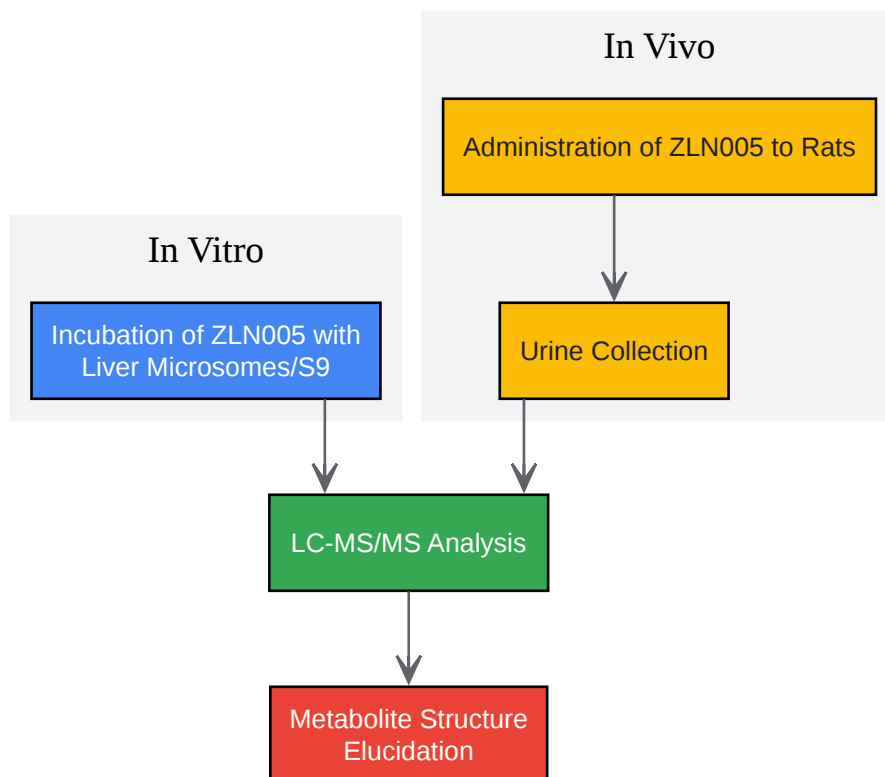 In Vivo
Administration of ZLN005 to Rats
In Vitro
Incubation of ZLN005 with
Liver Microsomes/S9
Urine Collection
LC-MS/MS Analysis
Metabolite Structure
Elucidation